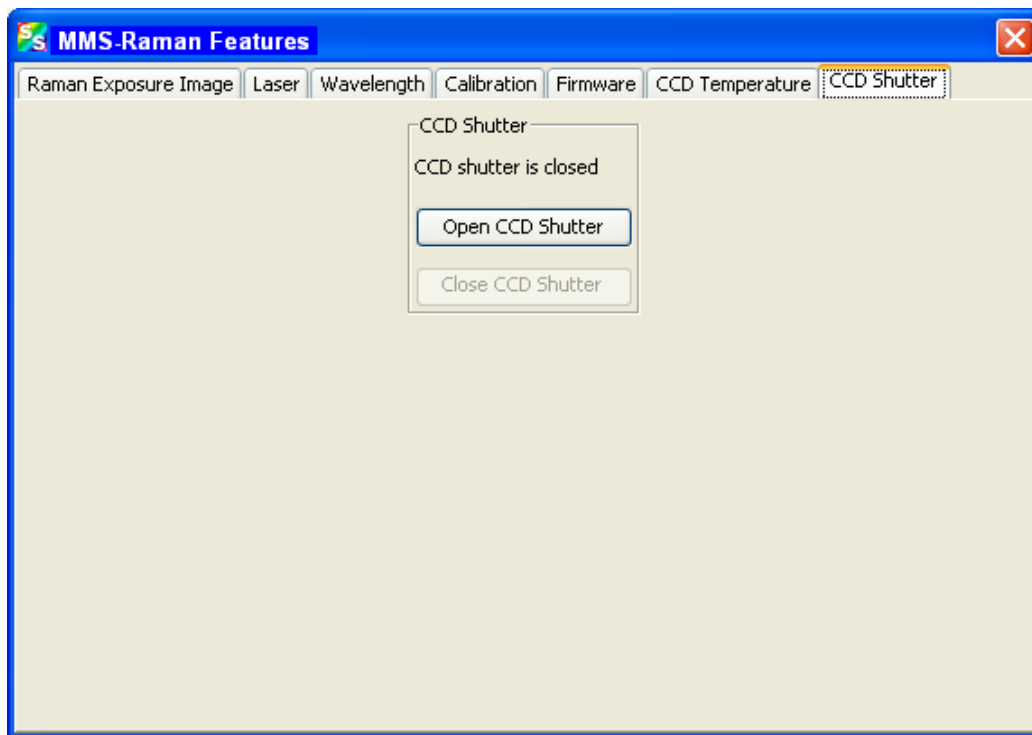 SS MMS-Raman Features
Raman Exposure Image Laser Wavelength Calibration Firmware CCD Temperature CCD Shutter
CCD Shutter
CCD shutter is closed
Open CCD Shutter
Close CCD Shutter